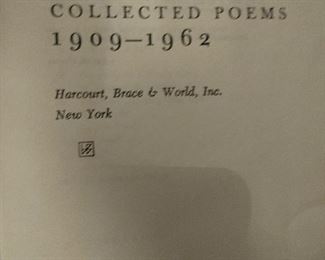 COLLECTED POEMS
1909–1962
Harcourt, Brace & World, Inc.
New York